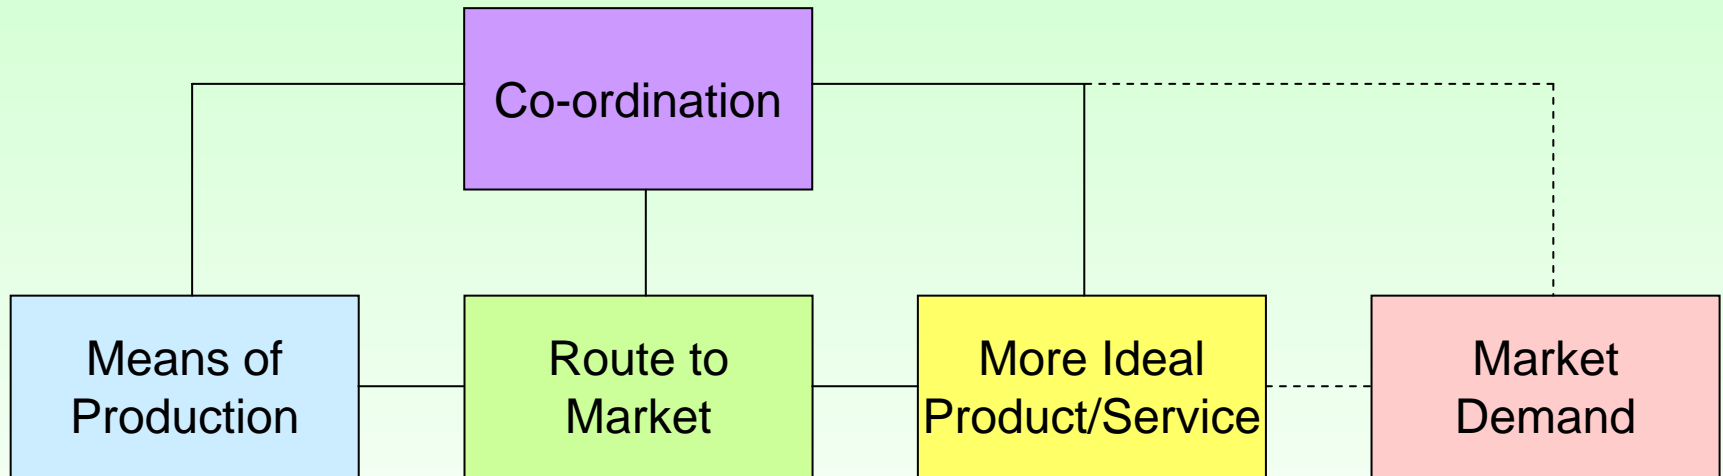 Co-ordination
Means of
Production
Route to
Market
More Ideal
Product/Service
Market
Demand